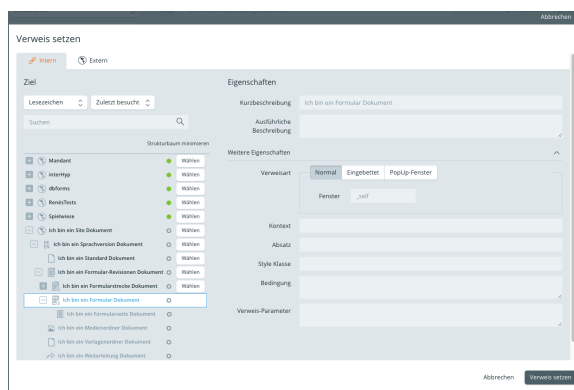 Abbrechen
Verweis setzen
Intern
Extern
Ziel
Lesezeichen
Zuletzt besucht
Suchen
Strukturbaum minimieren
Mandant Wählen
interHyp Wählen
dbforms Wählen
RenésTests Wählen
Spielwiese Wählen
Ich bin ein Site Dokument Wählen
Ich bin ein Sprachversion Dokument Wählen
Ich bin ein Standard Dokument Wählen
Ich bin ein Formular-Revisionen Dokument Wählen
Ich bin ein Formularstrecke Dokument Wählen
Ich bin ein Formular Dokument
Ich bin ein Formularseite Dokument
Ich bin ein Medienordner Dokument
Ich bin ein Vorlagenordner Dokument
Ich bin ein Weiterleitung Dokument
Eigenschaften
Kurzbeschreibung Ich bin ein Formular Dokument
Ausführliche
Beschreibung
Weitere Eigenschaften
Verweisart Normal Eingebettet PopUp-Fenster
Fenster _self
Kontext
Absatz
Style Klasse
Bedingung
Verweis-Parameter
Abbrechen Verweis setzen